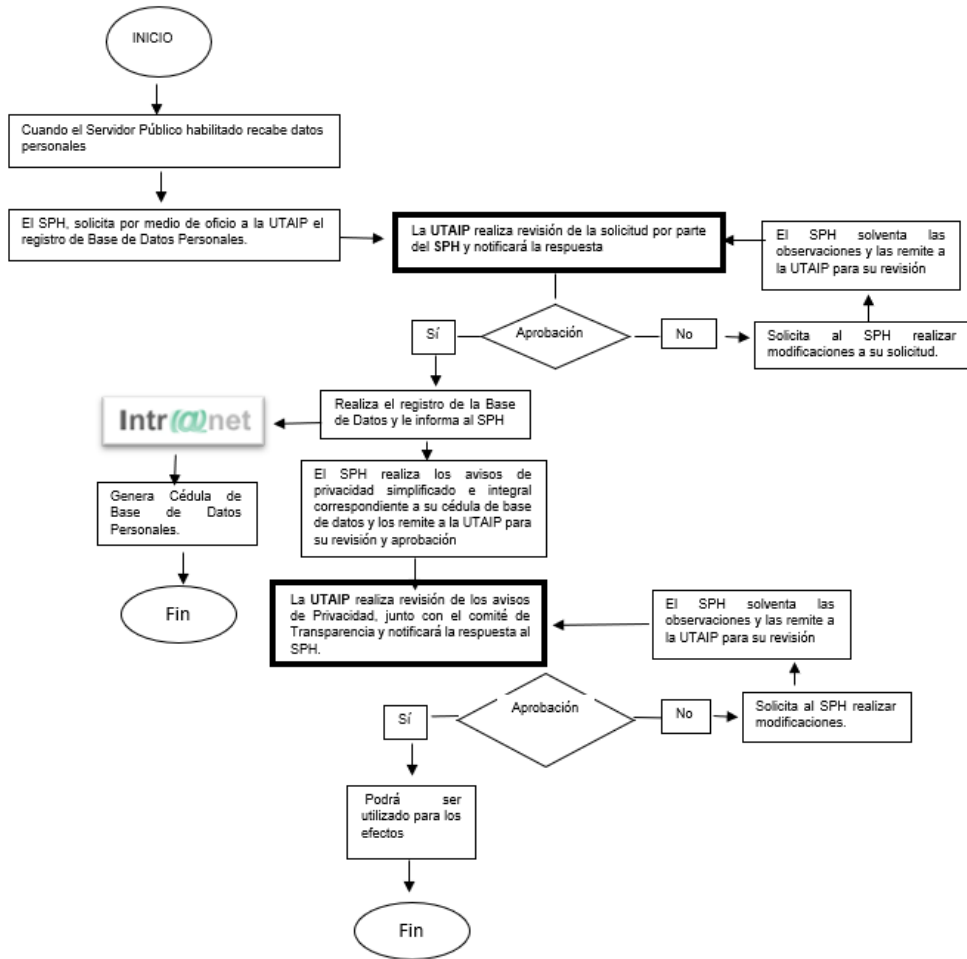 INICIO
Cuando el Servidor Público habilitado recabe datos
personales
El SPH, solicita por medio de oficio a la UTAIP el
registro de Base de Datos Personales.
La UTAIP realiza revisión de la solicitud por parte
del SPH y notificará la respuesta
El SPH solventa las
observaciones y las remite a
la UTAIP para su revisión
Sí
Aprobación
No
Solicita al SPH realizar
modificaciones a su solicitud.
Intr@net
Realiza el registro de la Base
de Datos y le informa al SPH
Genera Cédula de
Base de Datos
Personales.
El SPH realiza los avisos de
privacidad simplificado e integral
correspondiente a su cédula de base
de datos y los remite a la UTAIP para
su revisión y aprobación
Fin
La UTAIP realiza revisión de los avisos
de Privacidad, junto con el comité de
Transparencia y notificará la respuesta al
SPH.
El SPH solventa las
observaciones y las remite a
la UTAIP para su revisión
Sí
Aprobación
No
Solicita al SPH realizar
modificaciones.
Podrá ser
utilizado para los
efectos
Fin